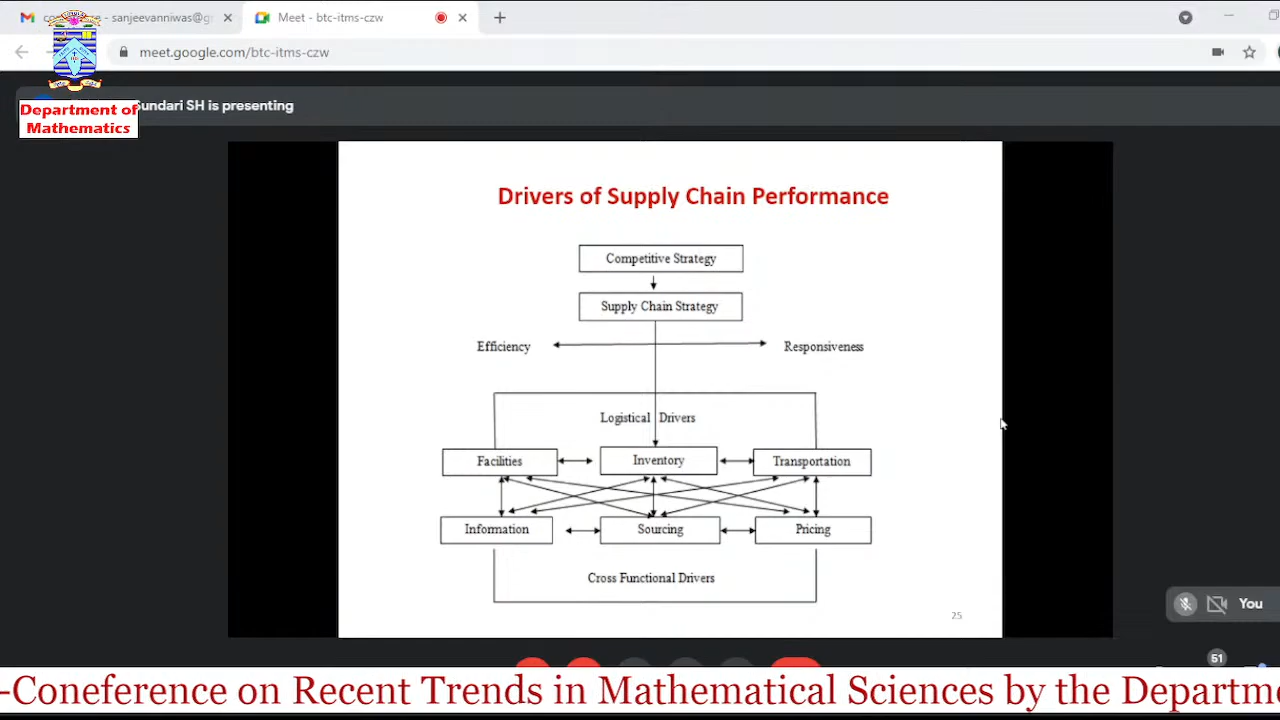 sanjeevanniwas@
Meet - btc-itms-czw
meet.google.com/btc-itms-czw
Department of
Mathematics
undari SH is presenting
Drivers of Supply Chain Performance
Competitive Strategy
Supply Chain Strategy
Efficiency
Responsiveness
Logistical Drivers
Facilities
Inventory
Transportation
Information
Sourcing
Pricing
Cross Functional Drivers
25
You
51
-Coneference on Recent Trends in Mathematical Sciences by the Departm